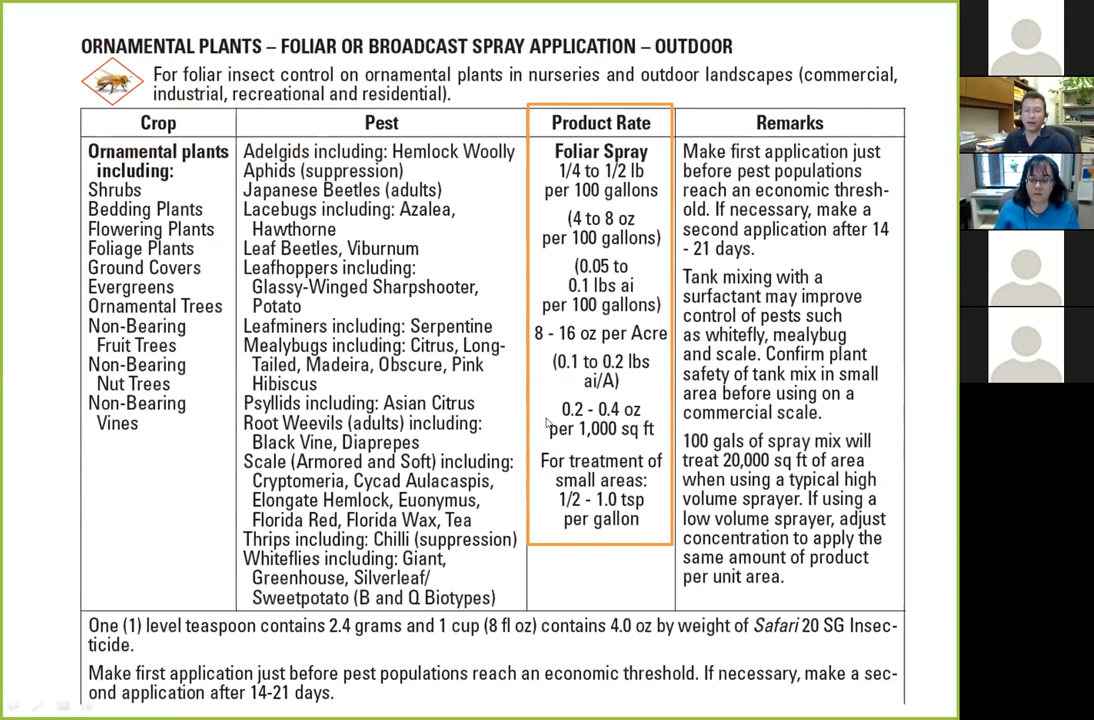 ORNAMENTAL PLANTS – FOLIAR OR BROADCAST SPRAY APPLICATION – OUTDOOR
For foliar insect control on ornamental plants in nurseries and outdoor landscapes (commercial,
industrial, recreational and residential).
Crop
Ornamental plants
including:
Shrubs
Bedding Plants
Flowering Plants
Foliage Plants
Ground Covers
Evergreens
Ornamental Trees
Non-Bearing
Fruit Trees
Non-Bearing
Nut Trees
Non-Bearing
Vines
Pest
Adelgids including: Hemlock Woolly
Aphids (suppression)
Japanese Beetles (adults)
Lacebugs including: Azalea,
Hawthorne
Leaf Beetles, Viburnum
Leafhoppers including:
Glassy-Winged Sharpshooter,
Potato
Leafminers including: Serpentine
Mealybugs including: Citrus, Long-
Tailed, Madeira, Obscure, Pink
Hibiscus
Psyllids including: Asian Citrus
Root Weevils (adults) including:
Black Vine, Diaprepes
Scale (Armored and Soft) including:
Cryptomeria, Cycad Aulacaspis,
Elongate Hemlock, Euonymus,
Florida Red, Florida Wax, Tea
Thrips including: Chilli (suppression)
Whiteflies including: Giant,
Greenhouse, Silverleaf/
Sweetpotato (B and Q Biotypes)
Product Rate
Foliar Spray
1/4 to 1/2 lb
per 100 gallons
(4 to 8 oz
per 100 gallons)
(0.05 to
0.1 lbs ai
per 100 gallons)
8 - 16 oz per Acre
(0.1 to 0.2 lbs
ai/A)
0.2 - 0.4 oz
per 1,000 sq ft
For treatment of
small areas:
1/2 - 1.0 tsp
per gallon
Remarks
Make first application just
before pest populations
reach an economic thresh-
old. If necessary, make a
second application after 14
- 21 days.
Tank mixing with a
surfactant may improve
control of pests such
as whitefly, mealybug
and scale. Confirm plant
safety of tank mix in small
area before using on a
commercial scale.
100 gals of spray mix will
treat 20,000 sq ft of area
when using a typical high
volume sprayer. If using a
low volume sprayer, adjust
concentration to apply the
same amount of product
per unit area.
One (1) level teaspoon contains 2.4 grams and 1 cup (8 fl oz) contains 4.0 oz by weight of Safari 20 SG Insec-
ticide.
Make first application just before pest populations reach an economic threshold. If necessary, make a sec-
ond application after 14-21 days.